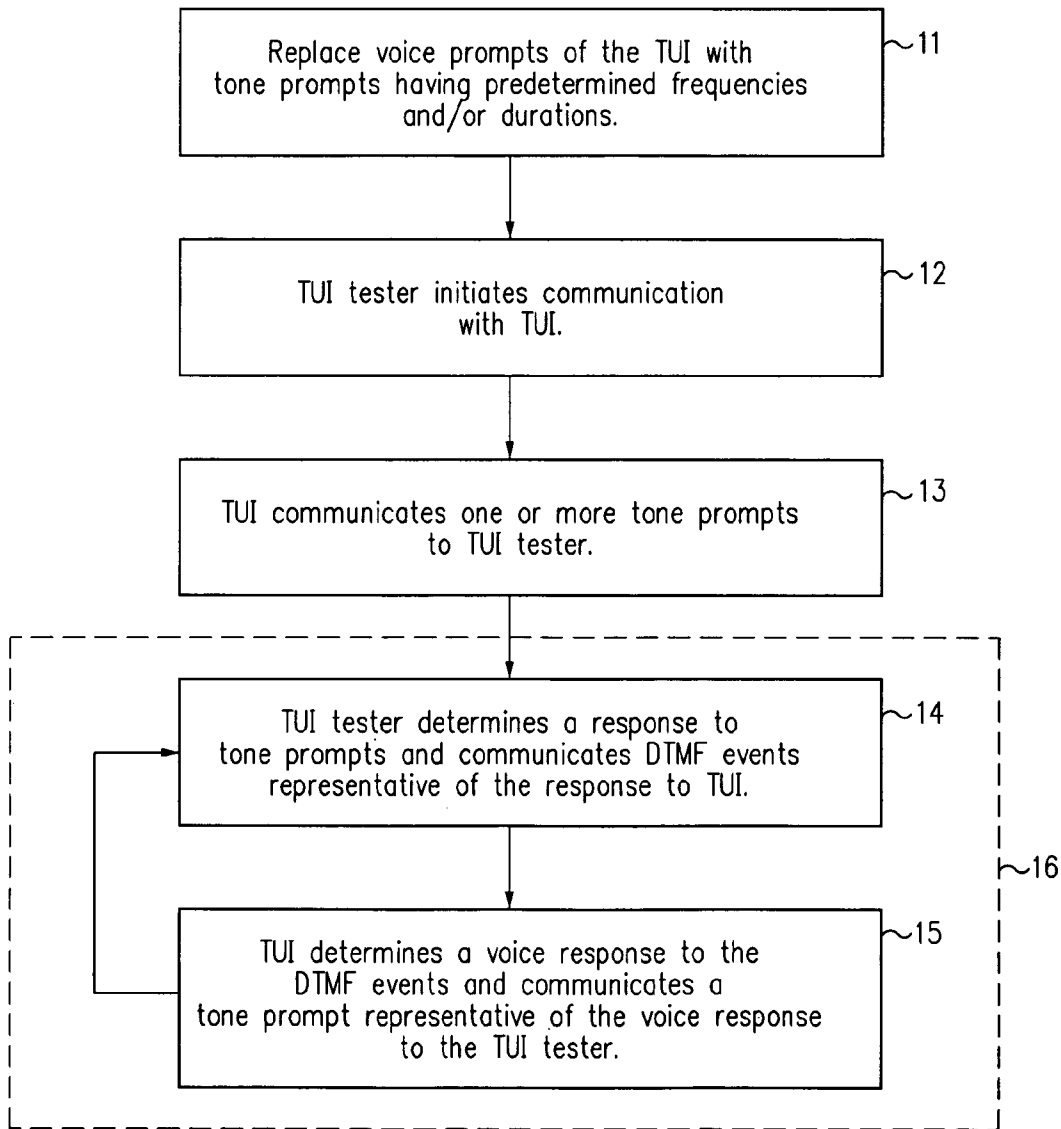 Replace voice prompts of the TUI with
tone prompts having predetermined frequencies
and/or durations.
11
TUI tester initiates communication
with TUI.
12
TUI communicates one or more tone prompts
to TUI tester.
13
TUI tester determines a response to
tone prompts and communicates DTMF events
representative of the response to TUI.
14
16
TUI determines a voice response to the
DTMF events and communicates a
tone prompt representative of the voice response
to the TUI tester.
15